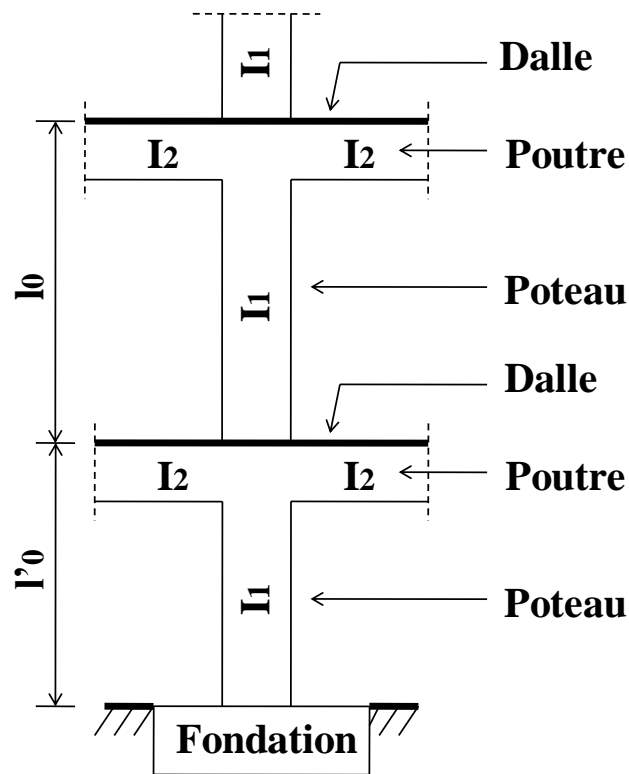 I1
Dalle
I2
I2
Poutre
l0
I1
Poteau
Dalle
I2
I2
Poutre
l'0
I1
Poteau
Fondation